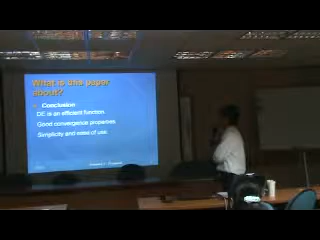 What is this paper
about?
Conclusion
DE is an efficient function.
Good convergence properties
Simplicity and ease of use.